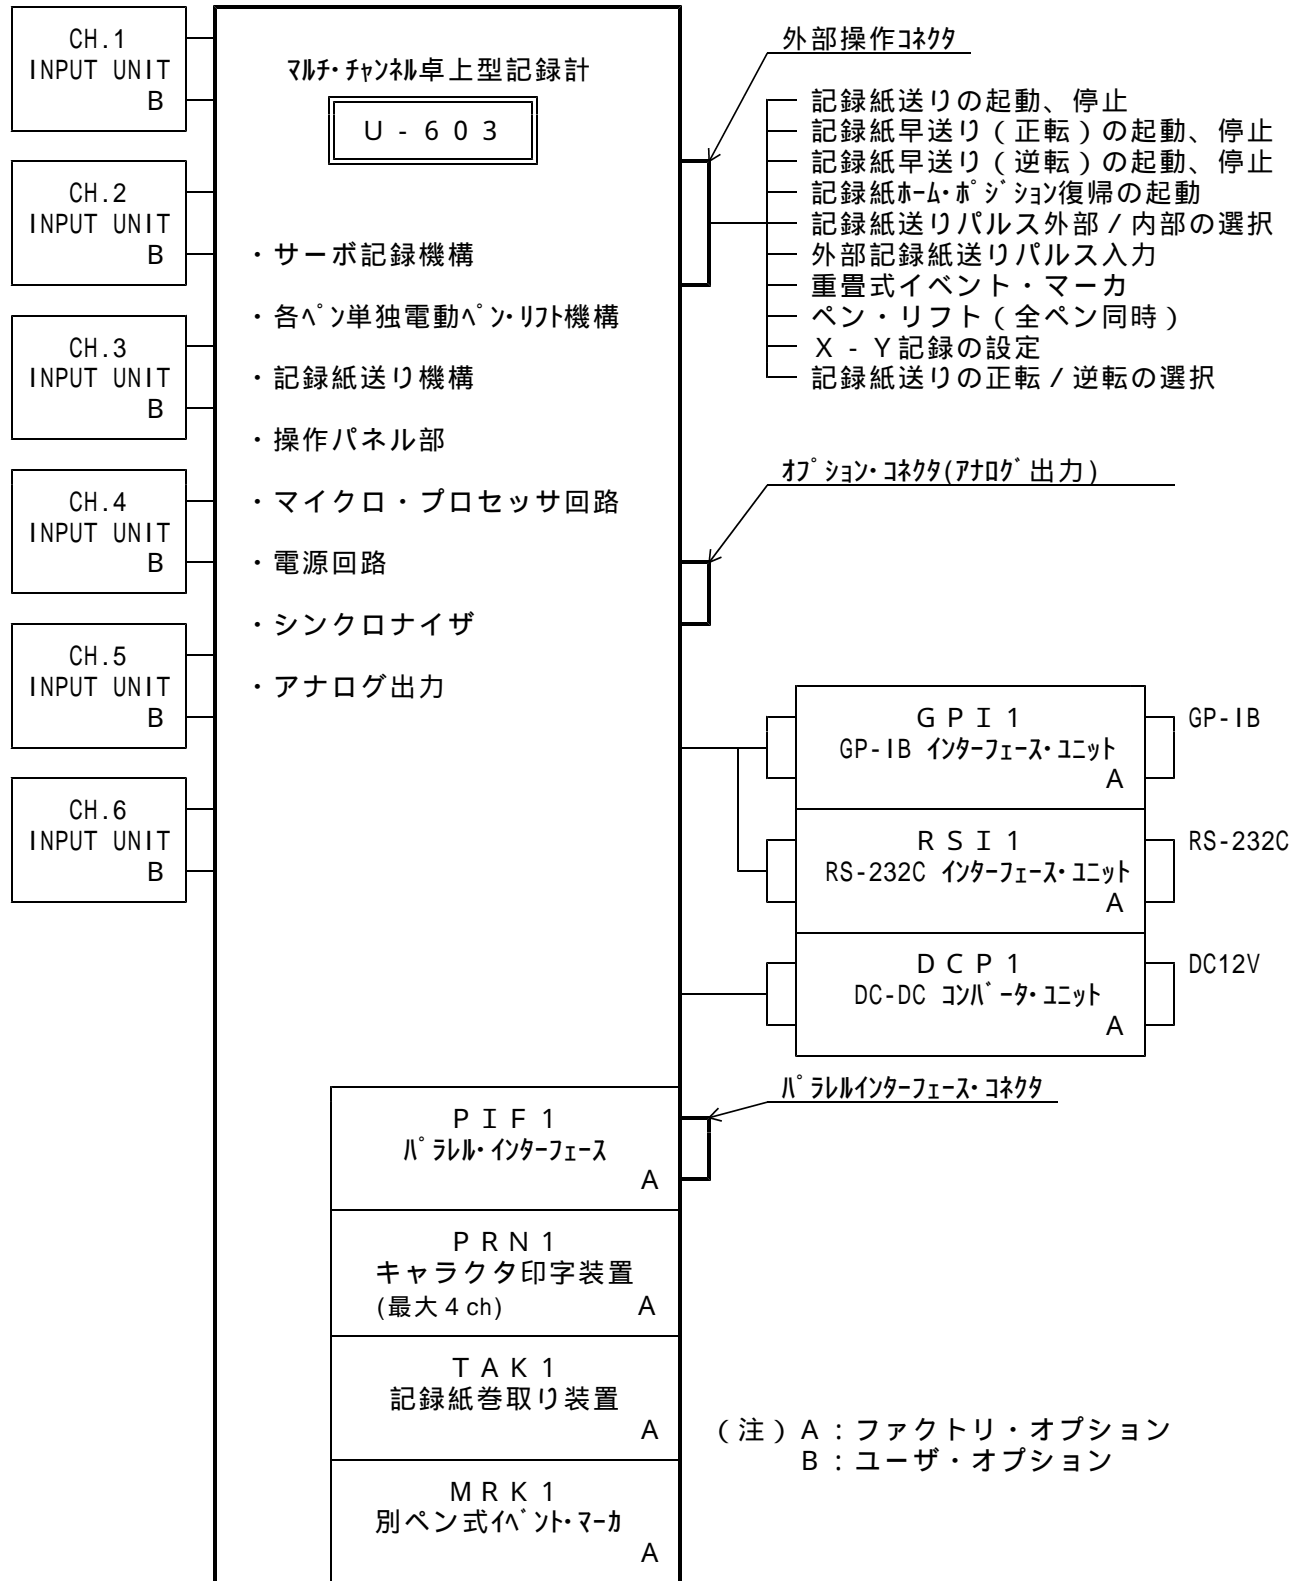 CH.1
INPUT UNIT
B
CH.2
INPUT UNIT
B
CH.3
INPUT UNIT
B
CH.4
INPUT UNIT
B
CH.5
INPUT UNIT
B
CH.6
INPUT UNIT
B
ﾏﾙﾁ・ﾁｬﾝﾈﾙ卓上型記録計
Ｕ-６０３
・サーボ記録機構
・各ﾍﾟﾝ単独電動ﾍﾟﾝ・ﾘﾌﾄ機構
・記録紙送り機構
・操作パネル部
・マイクロ・プロセッサ回路
・電源回路
・シンクロナイザ
・アナログ出力
外部操作ｺﾈｸﾀ
記録紙送りの起動、停止
記録紙早送り（正転）の起動、停止
記録紙早送り（逆転）の起動、停止
記録紙ﾎｰﾑ・ﾎﾟｼﾞｼｮﾝ復帰の起動
記録紙送りパルス外部／内部の選択
外部記録紙送りパルス入力
重畳式イベント・マーカ
ペン・リフト（全ペン同時）
Ｘ-Ｙ記録の設定
記録紙送りの正転／逆転の選択
ｵﾌﾟｼｮﾝ・ｺﾈｸﾀ(ｱﾅﾛｸﾞ出力)
ＧＰＩ１
GP-IB ｲﾝﾀｰﾌｪｰｽ・ﾕﾆｯﾄ
A
GP-IB
ＲＳＩ１
RS-232C ｲﾝﾀｰﾌｪｰｽ・ﾕﾆｯﾄ
A
RS-232C
ＤＣＰ１
DC-DC ｺﾝﾊﾞｰﾀ・ﾕﾆｯﾄ
A
DC12V
ﾊﾟﾗﾚﾙｲﾝﾀｰﾌｪｰｽ・ｺﾈｸﾀ
ＰＩＦ１
ﾊﾟﾗﾚﾙ・ｲﾝﾀｰﾌｪｰｽ
A
ＰＲＮ１
キャラクタ印字装置
(最大４ch) A
ＴＡＫ１
記録紙巻取り装置
A
ＭＲＫ１
別ペン式ｲﾍﾞﾝﾄ・ﾏｰｶ
A
（注）Ａ：ファクトリ・オプション
Ｂ：ユーザ・オプション